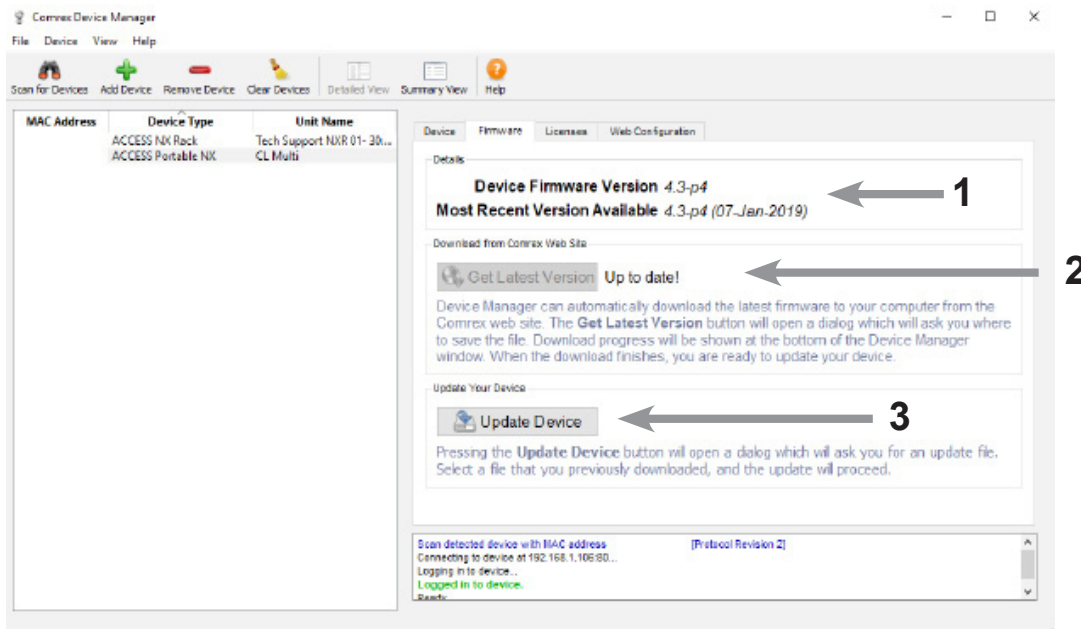 Comrex Device Manager
File Device View Help
Scan for Devices Add Device Remove Device Clear Devices Detailed View Summary View Help
MAC Address Device Type Unit Name
ACCESS NX Rack Tech Support NXR 01- 30...
ACCESS Portable NX CL Multi
Device Firmware Licenses Web Configuration
Details
Device Firmware Version 4.3-p4
Most Recent Version Available 4.3-p4 (07-Jan-2019)
1
Download from Comrex Web Site
Get Latest Version Up to date!
2
Device Manager can automatically download the latest firmware to your computer from the
Comrex web site. The Get Latest Version button will open a dialog which will ask you where
to save the file. Download progress will be shown at the bottom of the Device Manager
window. When the download finishes, you are ready to update your device.
Update Your Device
Update Device
3
Pressing the Update Device button will open a dialog which will ask you for an update file.
Select a file that you previously downloaded, and the update will proceed.
Scan detected device with MAC address [Protocol Revision 2]
Connecting to device at 192.168.1.106:80...
Logging in to device...
Logged in to device.
Ready